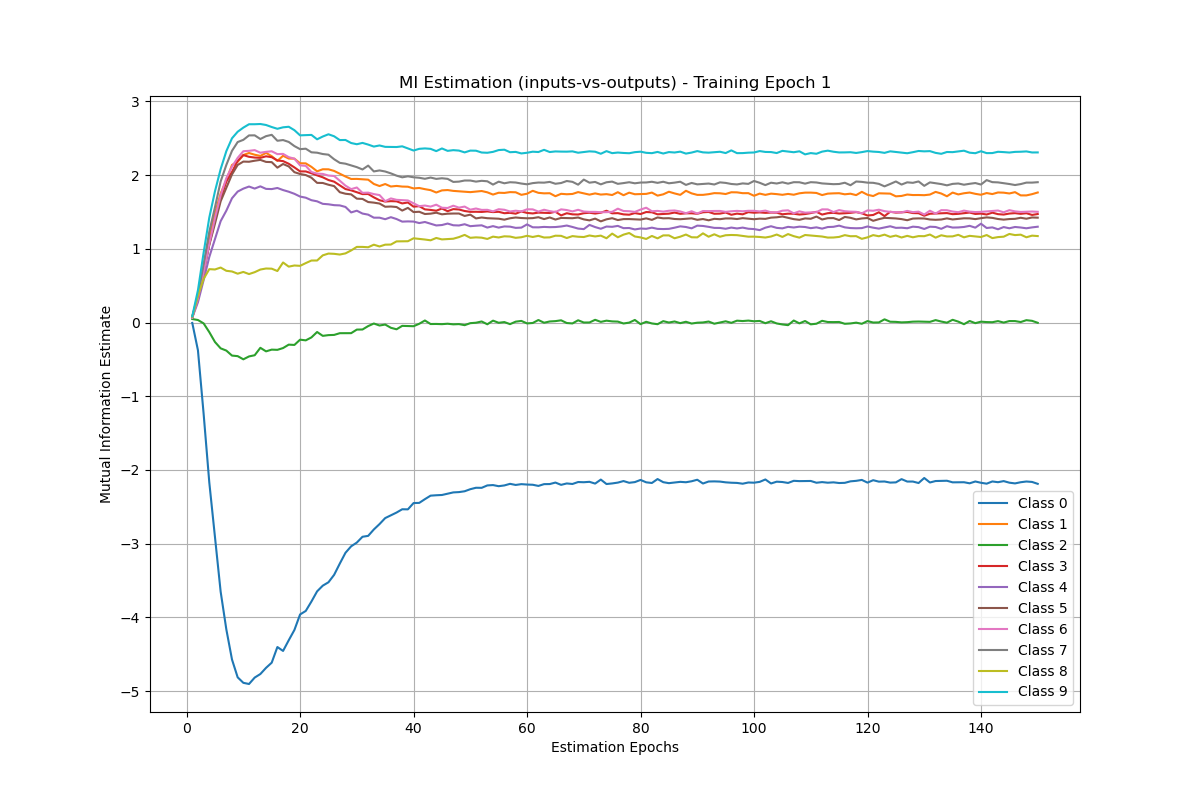 MI Estimation (inputs-vs-outputs) - Training Epoch 1
3
2
1
0
−1
−2
−3
−4
−5
Mutual Information Estimate
0 20 40 60 80 100 120 140
Estimation Epochs
Class 0
Class 1
Class 2
Class 3
Class 4
Class 5
Class 6
Class 7
Class 8
Class 9